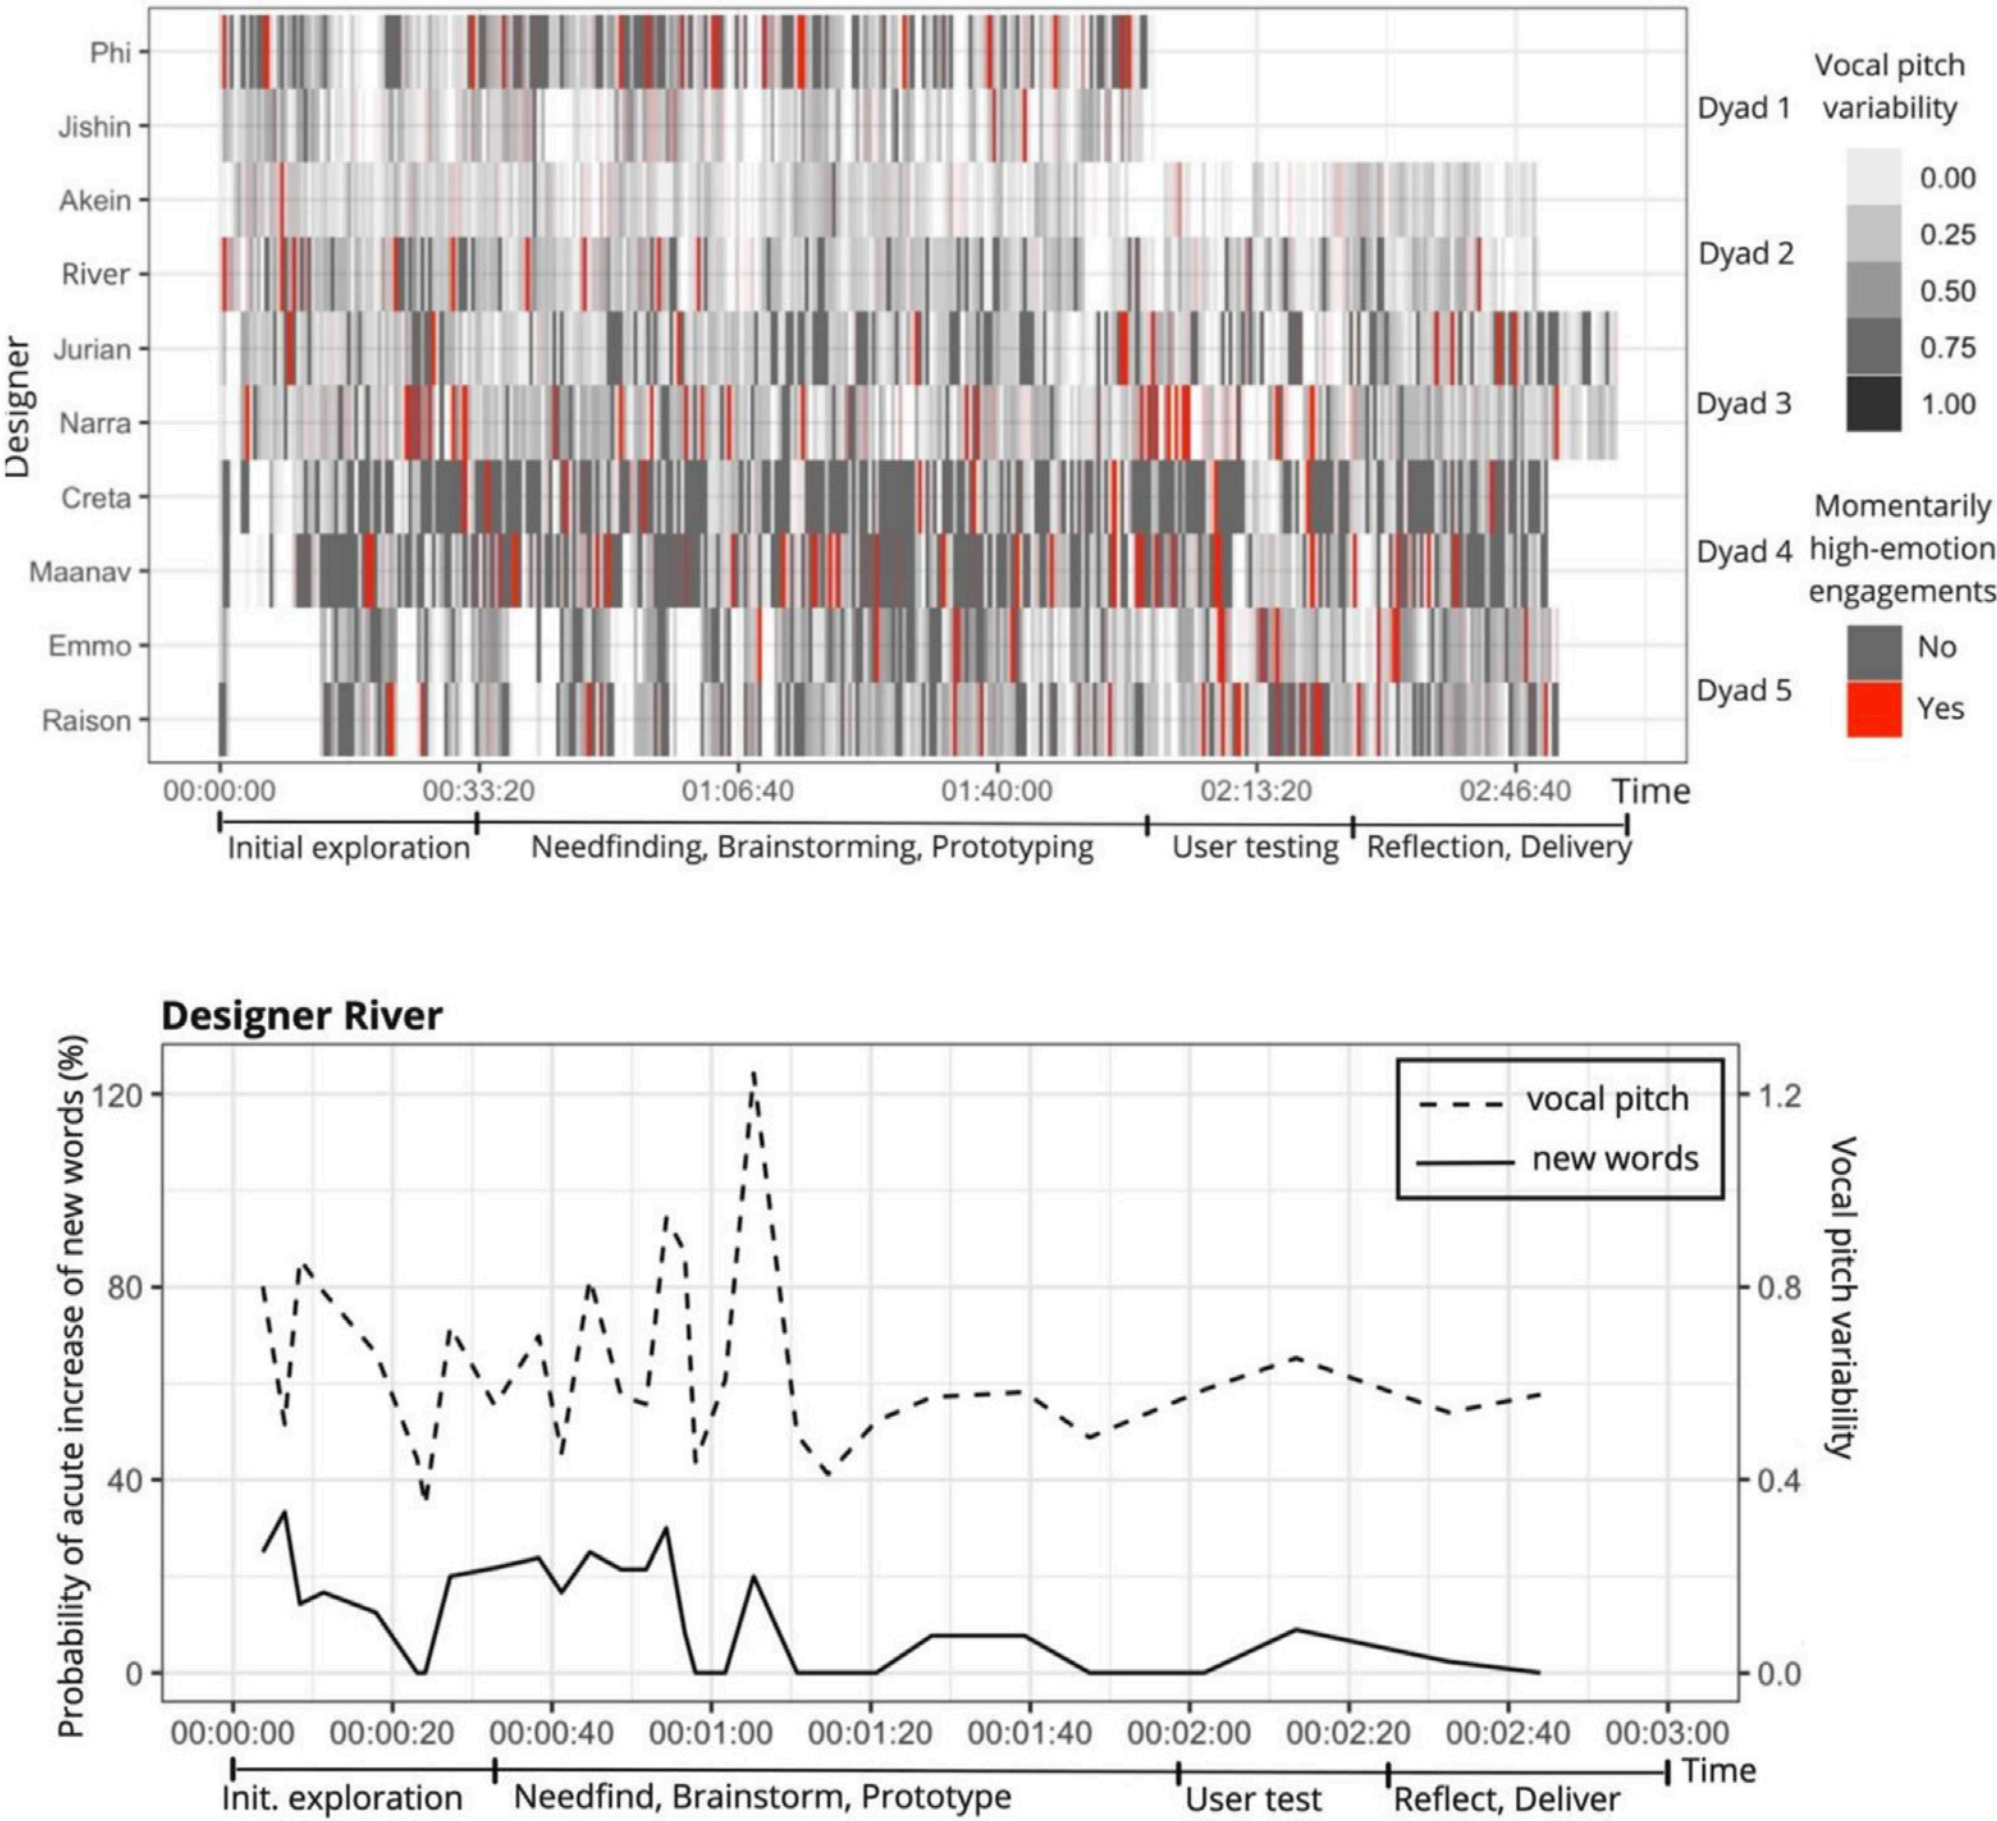 Designer
Phi
Jishin
Akein
River
Jurian
Narra
Creta
Maanav
Emmo
Raison
Dyad 1
Dyad 2
Dyad 3
Dyad 4
Dyad 5
Vocal pitch
variability
0.00
0.25
0.50
0.75
1.00
Momentarily
high-emotion
engagements
No
Yes
00:00:00 00:33:20 01:06:40 01:40:00 02:13:20 02:46:40 Time
Initial exploration Needfinding, Brainstorming, Prototyping User testing Reflection, Delivery
Designer River
Probability of acute increase of new words (%)
120
80
40
0
vocal pitch
new words
1.2
0.8
0.4
0.0
Vocal pitch variability
00:00:00 00:00:20 00:00:40 00:01:00 00:01:20 00:01:40 00:02:00 00:02:20 00:02:40 00:03:00
Time
Init. exploration Needfind, Brainstorm, Prototype User test Reflect, Deliver